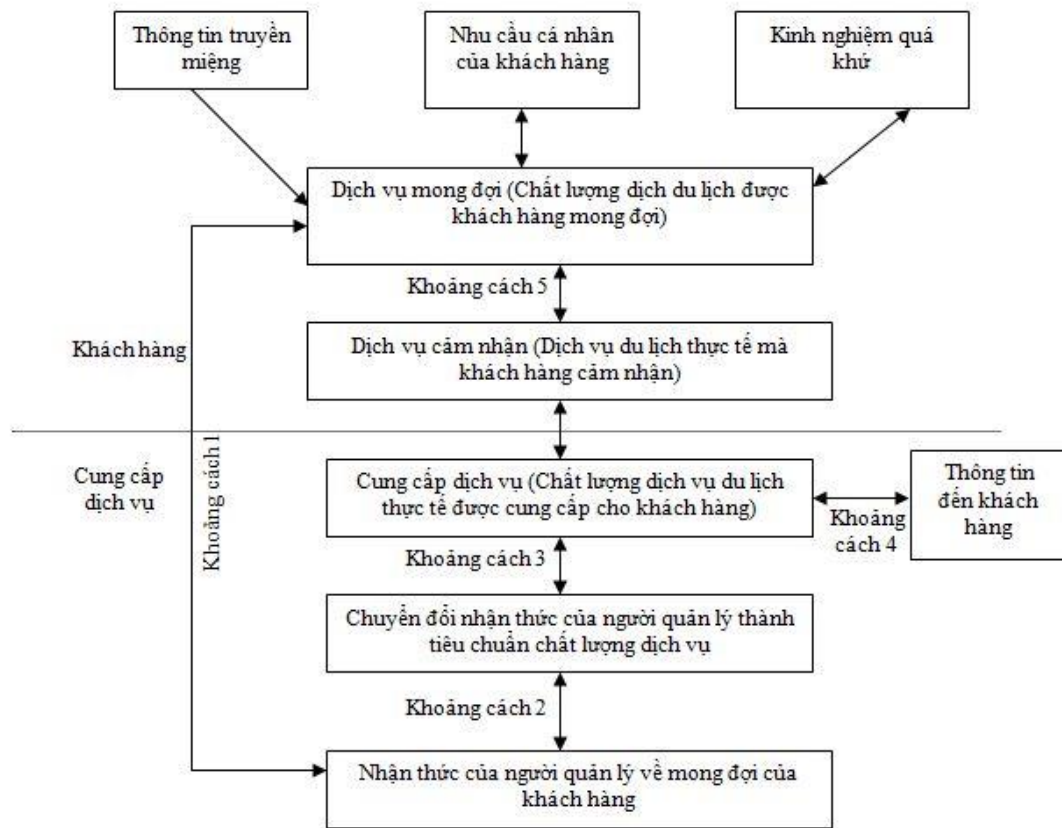 Thông tin truyền
miệng
Nhu cầu cá nhân
của khách hàng
Kinh nghiệm quá
khứ
Dịch vụ mong đợi (Chất lượng dịch du lịch được
khách hàng mong đợi)
Khoảng cách 5
Khách hàng
Dịch vụ cảm nhận (Dịch vụ du lịch thực tế mà
khách hàng cảm nhận)
Khoảng cách 1
Cung cấp
dịch vụ
Cung cấp dịch vụ (Chất lượng dịch vụ du lịch
thực tế được cung cấp cho khách hàng)
Khoảng
cách 4
Thông tin
đến khách
hàng
Khoảng cách 3
Chuyển đổi nhận thức của người quản lý thành
tiêu chuẩn chất lượng dịch vụ
Khoảng cách 2
Nhận thức của người quản lý về mong đợi của
khách hàng